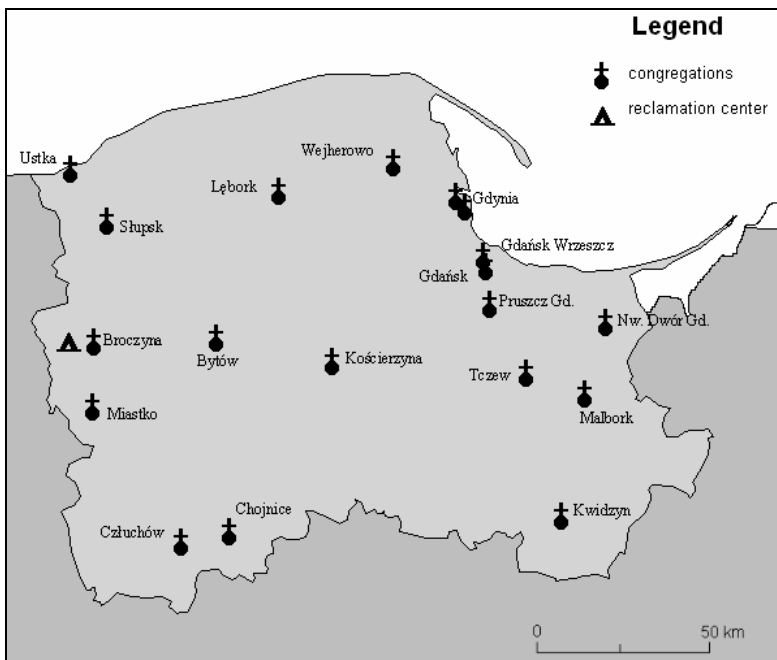 Legend
congregations
reclamation center
Ustka
Wejherowo
Lębork
Gdynia
Słupsk
Gdańsk Wrzeszcz
Gdańsk
Pruszcz Gd.
Nw. Dwór Gd.
Broczyna
Bytów
Kościerzyna
Tczew
Miastko
Malbork
Chojnice
Kwidzyn
Człuchów
0
50 km